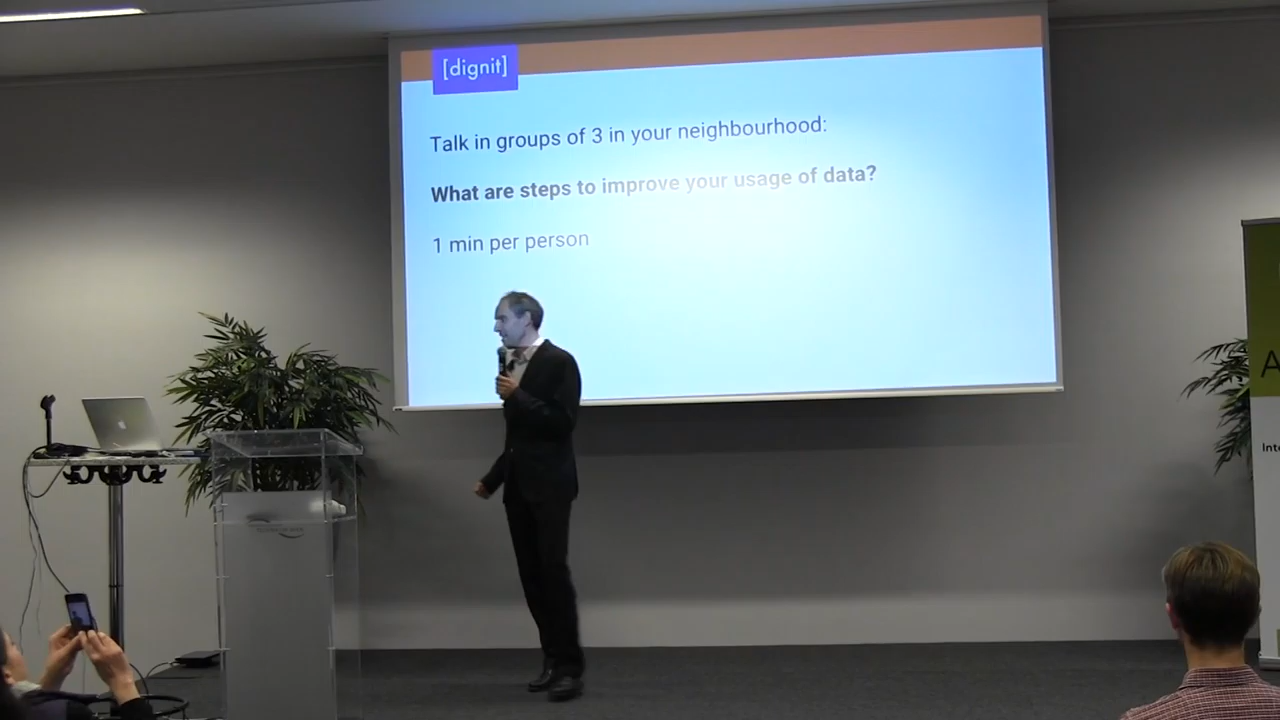 [dignit]
Talk in groups of 3 in your neighbourhood:
What are steps to improve your usage of data?
1 min per person
A
Inte